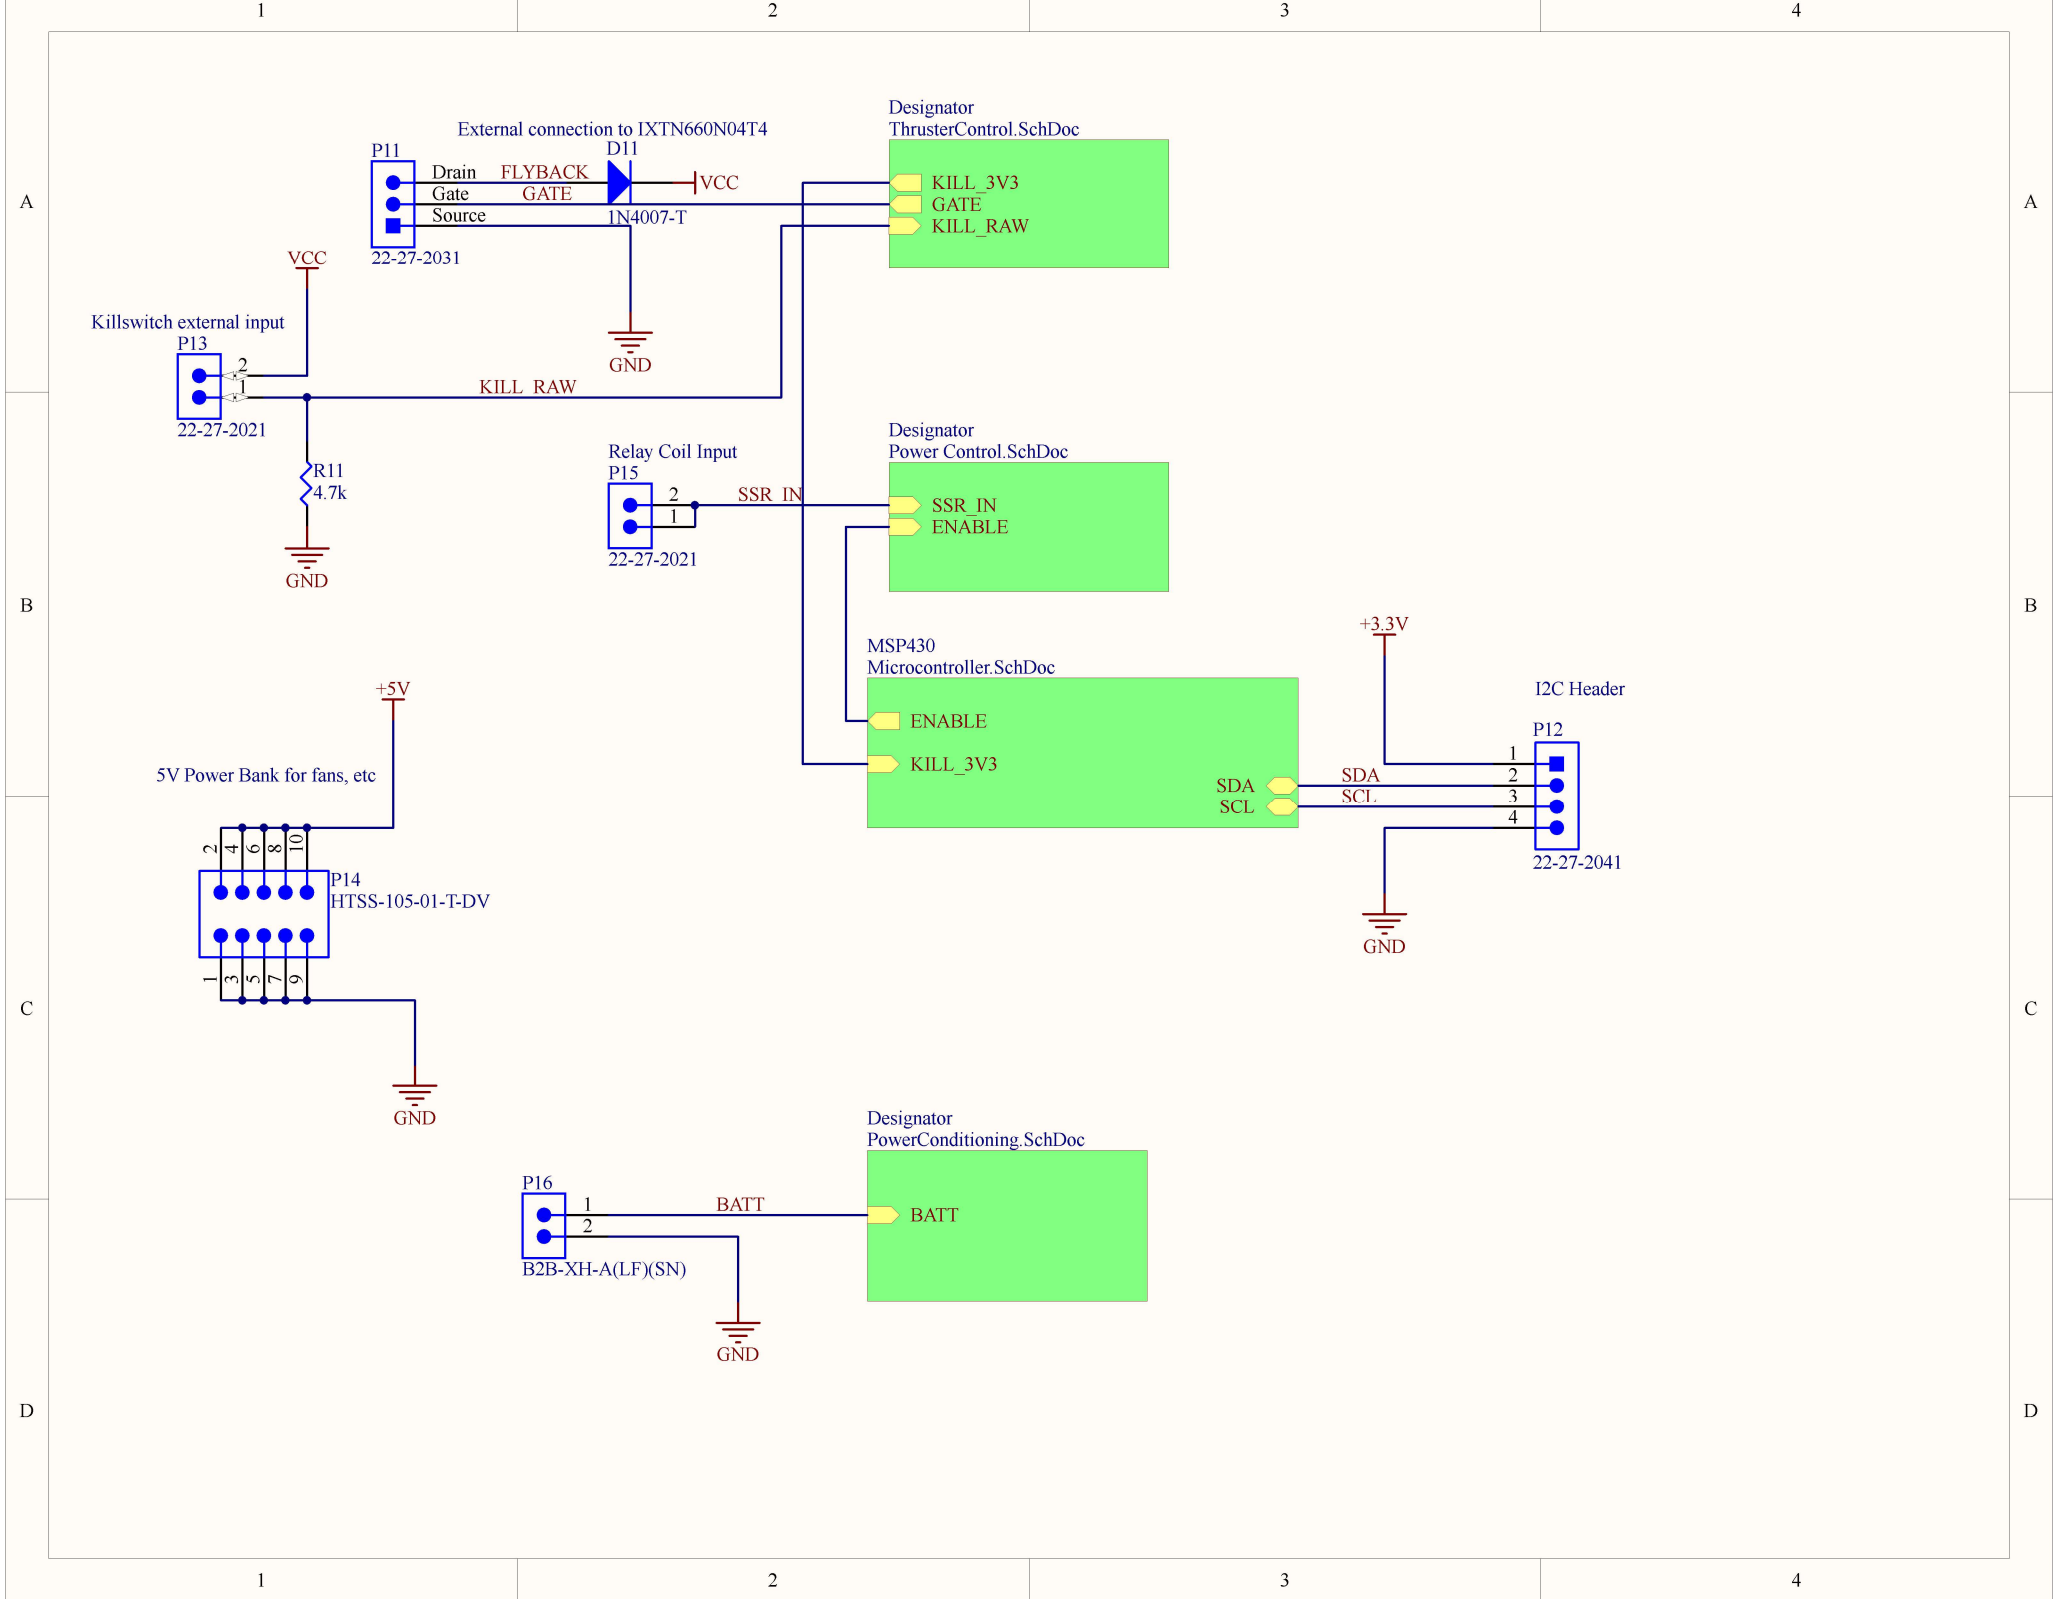 1 2 3 4
Designator
ThrusterControl.SchDoc
External connection to IXTN660N04T4
D11
P11
Drain FLYBACK VCC KILL_3V3
Gate GATE GATE
Source 1N4007-T KILL_RAW
A A
22-27-2031
VCC
Killswitch external input
P13
2
1
GND
KILL_RAW
22-27-2021
Designator
Power Control.SchDoc
Relay Coil Input
P15
R11
4.7k
2 SSR_IN SSR_IN
1 ENABLE
22-27-2021
GND
B B
+3.3V
MSP430
Microcontroller.SchDoc
+5V
I2C Header
ENABLE
P12
KILL_3V3
1
5V Power Bank for fans, etc
SDA SDA 2
SCL SCL 3
4
2 4 6 8 10
22-27-2041
P14
HTSS-105-01-T-DV
GND
1 3 5 7 9
C C
GND
Designator
PowerConditioning.SchDoc
P16
1 BATT BATT
2
B2B-XH-A(LF)(SN)
GND
D D
1 2 3 4